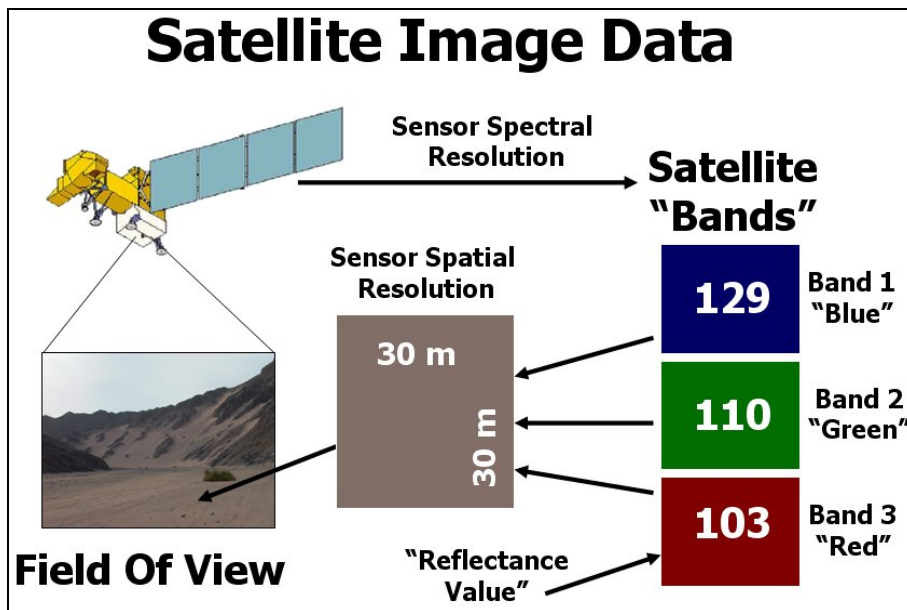 Satellite Image Data
Sensor Spectral
Resolution
Satellite
“Bands”
Sensor Spatial
Resolution
129
Band 1
“Blue”
30 m
30 m
110
Band 2
“Green”
103
Band 3
“Red”
Field Of View
“Reflectance
Value”